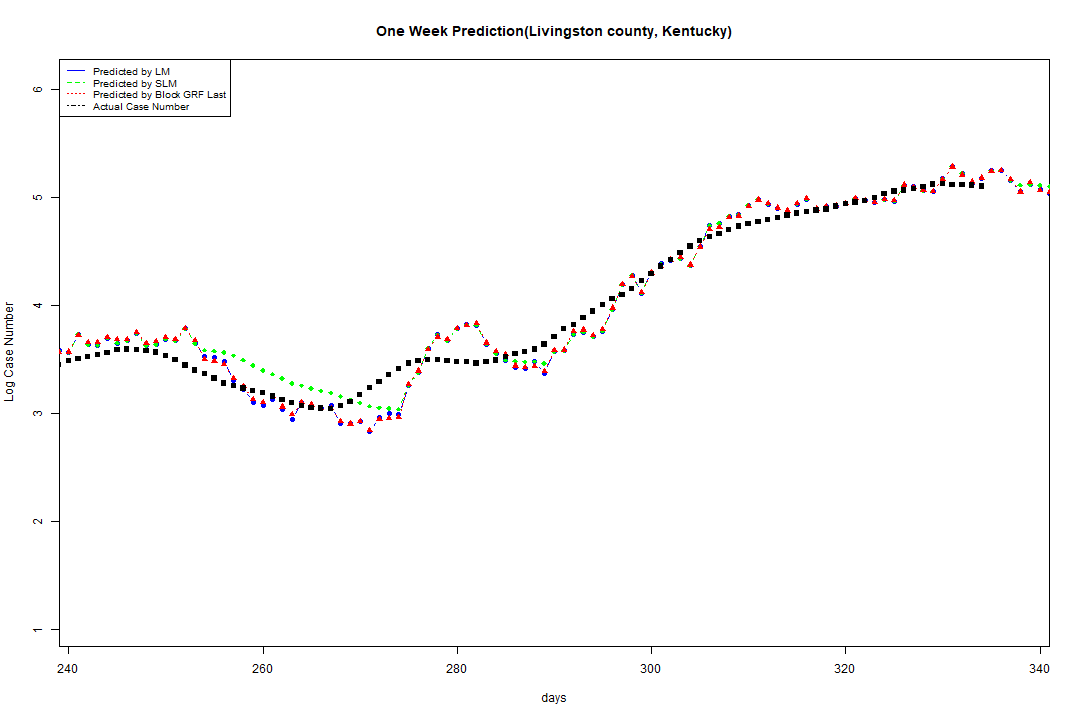 One Week Prediction(Livingston county, Kentucky)
Predicted by LM
Predicted by SLM
Predicted by Block GRF Last
Actual Case Number
6
5
4
3
2
1
Log Case Number
240 260 280 300 320 340
days